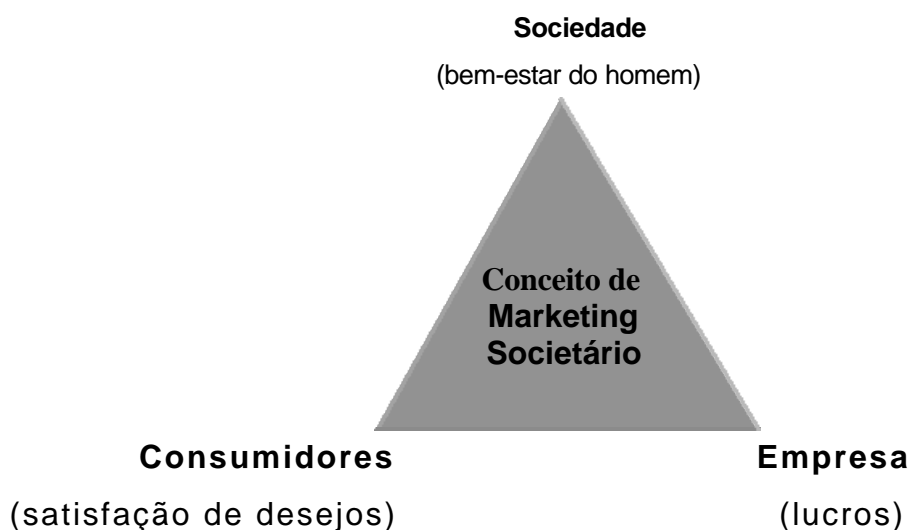 Sociedade
(bem-estar do homem)
Conceito de
Marketing
Societário
Consumidores
Empresa
(satisfação de desejos)
(lucros)